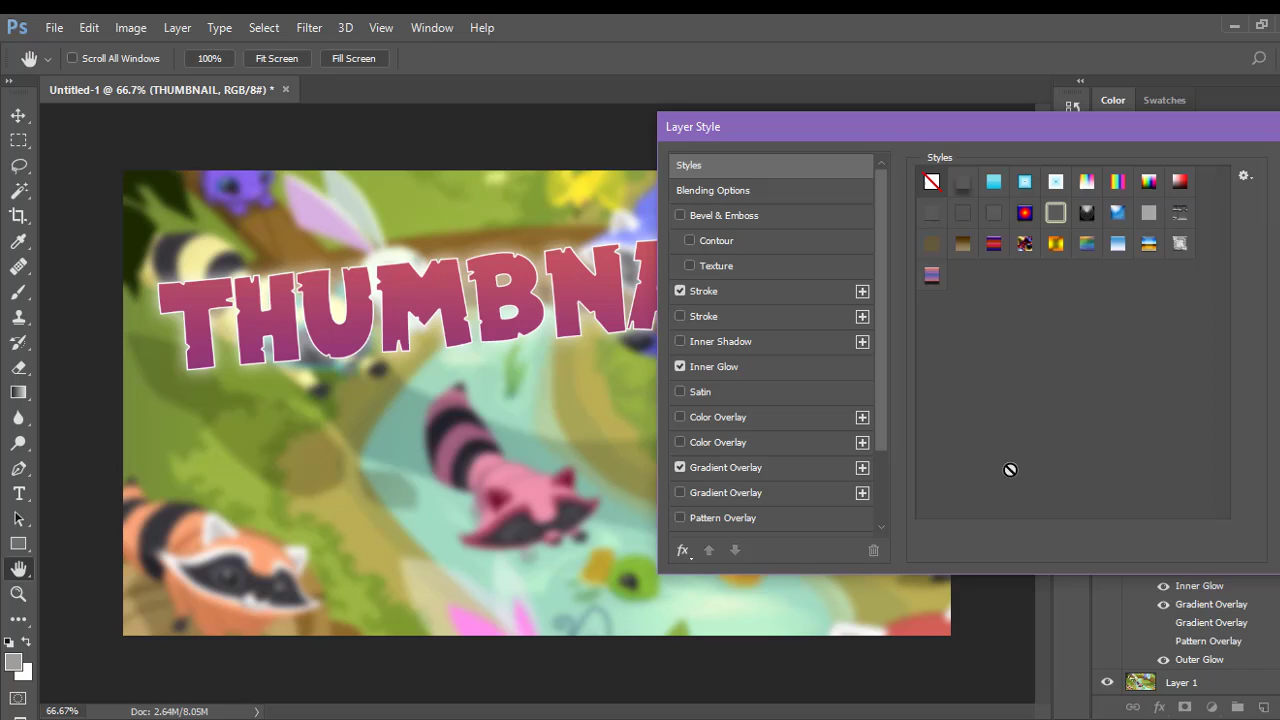 Ps File Edit Image Layer Type Select Filter 3D View Window Help
Scroll All Windows 100% Fit Screen Fill Screen
Untitled-1 @ 66.7% (THUMBNAIL, RGB/8#) * Color Swatches
Layer Style
Styles Styles
Blending Options
Bevel & Emboss
Contour
Texture
THUMBNA
Stroke
Stroke
Inner Shadow
Inner Glow
Satin
Color Overlay
Color Overlay
Gradient Overlay
Gradient Overlay
Pattern Overlay
fx
Inner Glow
Gradient Overlay
Gradient Overlay
Pattern Overlay
Outer Glow
Layer 1
66.67% Doc: 2.64M/8.05M fx